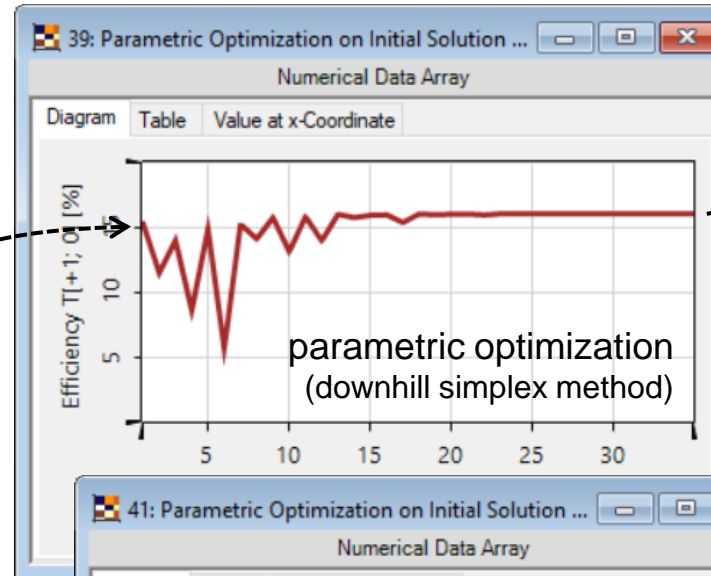 39: Parametric Optimization on Initial Solution ...
Numerical Data Array
Diagram Table Value at x-Coordinate
Efficiency T[+1; 0] [%]
15
10
5
parametric optimization
(downhill simplex method)
5 10 15 20 25 30
41: Parametric Optimization on Initial Solution ...
Numerical Data Array